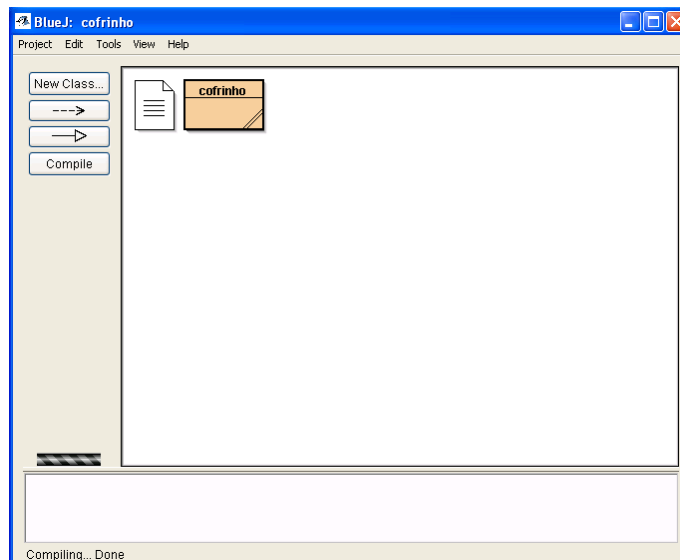 BlueJ: cofrinho
Project Edit Tools View Help
New Class...
cofrinho
Compile
Compiling... Done